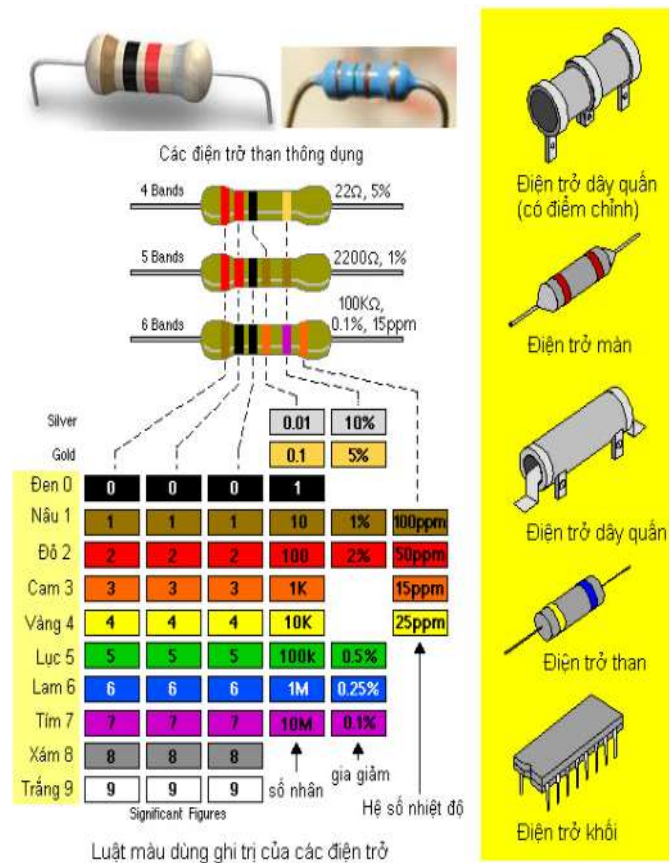 Các điện trở than thông dụng
4 Bands
22Ω, 5%
5 Bands
2200Ω, 1%
6 Bands
100KΩ,
0.1%, 15ppm
Silver 0.01 10%
Gold 0.1 5%
Đen 0 0 0 0 1
Nâu 1 1 1 1 10 1% 100ppm
Đỏ 2 2 2 2 100 2% 50ppm
Cam 3 3 3 3 1K 15ppm
Vàng 4 4 4 4 10K 25ppm
Lục 5 5 5 5 100k 0.5%
Lam 6 6 6 6 1M 0.25%
Tím 7 7 7 7 10M 0.1%
Xám 8 8 8 8
Trắng 9 9 9 9
Significant Figures
số nhân
gia giảm
Hệ số nhiệt độ
Luật màu dùng ghi trị của các điện trở
Điện trở dây quấn
(có điểm chỉnh)
Điện trở màn
Điện trở dây quấn
Điện trở than
Điện trở khối